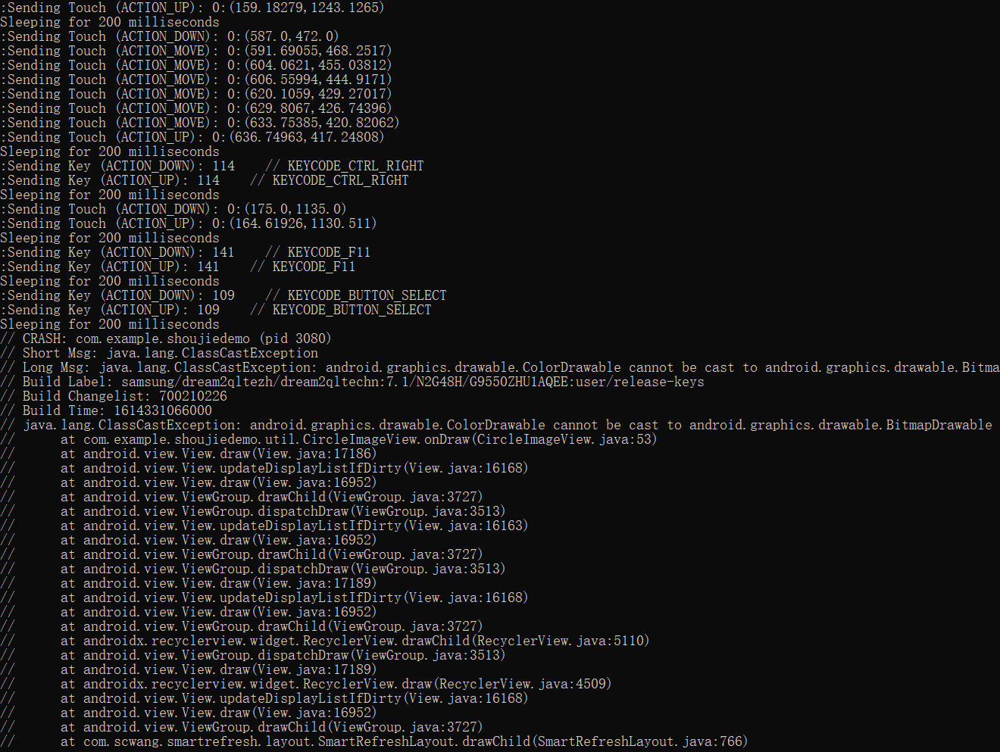 :Sending Touch (ACTION_UP): 0:(159.18279,1243.1265)
Sleeping for 200 milliseconds
:Sending Touch (ACTION_DOWN): 0:(587.0,472.0)
:Sending Touch (ACTION_MOVE): 0:(591.69055,468.2517)
:Sending Touch (ACTION_MOVE): 0:(604.0621,455.03812)
:Sending Touch (ACTION_MOVE): 0:(606.55994,444.9171)
:Sending Touch (ACTION_MOVE): 0:(620.1059,429.27017)
:Sending Touch (ACTION_MOVE): 0:(629.8067,426.74396)
:Sending Touch (ACTION_MOVE): 0:(633.75385,420.82062)
:Sending Touch (ACTION_UP): 0:(636.74963,417.24808)
Sleeping for 200 milliseconds
:Sending Key (ACTION_DOWN): 114    // KEYCODE_CTRL_RIGHT
:Sending Key (ACTION_UP): 114    // KEYCODE_CTRL_RIGHT
Sleeping for 200 milliseconds
:Sending Touch (ACTION_DOWN): 0:(175.0,1135.0)
:Sending Touch (ACTION_UP): 0:(164.61926,1130.511)
Sleeping for 200 milliseconds
:Sending Key (ACTION_DOWN): 141    // KEYCODE_F11
:Sending Key (ACTION_UP): 141    // KEYCODE_F11
Sleeping for 200 milliseconds
:Sending Key (ACTION_DOWN): 109    // KEYCODE_BUTTON_SELECT
:Sending Key (ACTION_UP): 109    // KEYCODE_BUTTON_SELECT
Sleeping for 200 milliseconds
// CRASH: com.example.shoujiedemo (pid 3080)
// Short Msg: java.lang.ClassCastException
// Long Msg: java.lang.ClassCastException: android.graphics.drawable.ColorDrawable cannot be cast to android.graphics.drawable.Bitma
// Build Label: samsung/dream2qltezh/dream2qltechn:7.1/N2G48H/G9550ZHU1AQEE:user/release-keys
// Build Changelist: 700210226
// Build Time: 1614331066000
// java.lang.ClassCastException: android.graphics.drawable.ColorDrawable cannot be cast to android.graphics.drawable.BitmapDrawable
//      at com.example.shoujiedemo.util.CircleImageView.onDraw(CircleImageView.java:53)
//      at android.view.View.draw(View.java:17186)
//      at android.view.View.updateDisplayListIfDirty(View.java:16168)
//      at android.view.View.draw(View.java:16952)
//      at android.view.ViewGroup.drawChild(ViewGroup.java:3727)
//      at android.view.ViewGroup.dispatchDraw(ViewGroup.java:3513)
//      at android.view.View.updateDisplayListIfDirty(View.java:16163)
//      at android.view.View.draw(View.java:16952)
//      at android.view.ViewGroup.drawChild(ViewGroup.java:3727)
//      at android.view.ViewGroup.dispatchDraw(ViewGroup.java:3513)
//      at android.view.View.draw(View.java:17189)
//      at android.view.View.updateDisplayListIfDirty(View.java:16168)
//      at android.view.View.draw(View.java:16952)
//      at android.view.ViewGroup.drawChild(ViewGroup.java:3727)
//      at androidx.recyclerview.widget.RecyclerView.drawChild(RecyclerView.java:5110)
//      at android.view.ViewGroup.dispatchDraw(ViewGroup.java:3513)
//      at android.view.View.draw(View.java:17189)
//      at androidx.recyclerview.widget.RecyclerView.draw(RecyclerView.java:4509)
//      at android.view.View.updateDisplayListIfDirty(View.java:16168)
//      at android.view.View.draw(View.java:16952)
//      at android.view.ViewGroup.drawChild(ViewGroup.java:3727)
//      at com.scwang.smartrefresh.layout.SmartRefreshLayout.drawChild(SmartRefreshLayout.java:766)